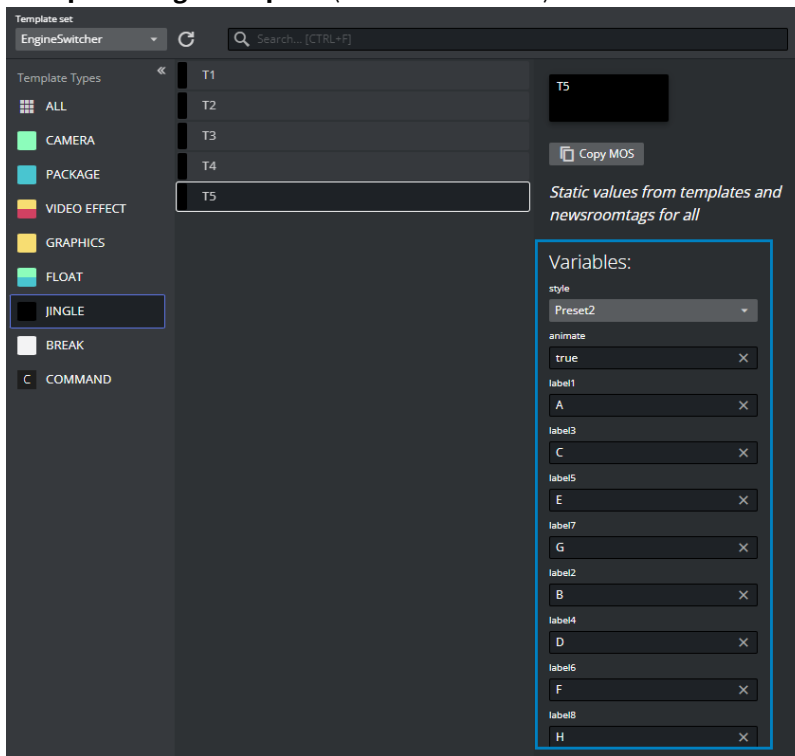 Template set
EngineSwitcher
Search... [CTRL+F]
Template Types
«
ALL
CAMERA
PACKAGE
VIDEO EFFECT
GRAPHICS
FLOAT
JINGLE
BREAK
C COMMAND
T1
T2
T3
T4
T5
T5
Copy MOS
Static values from templates and
newsroomtags for all
Variables:
style
Preset2
animate
true
label1
A
label3
C
label5
E
label7
G
label2
B
label4
D
label6
F
label8
H